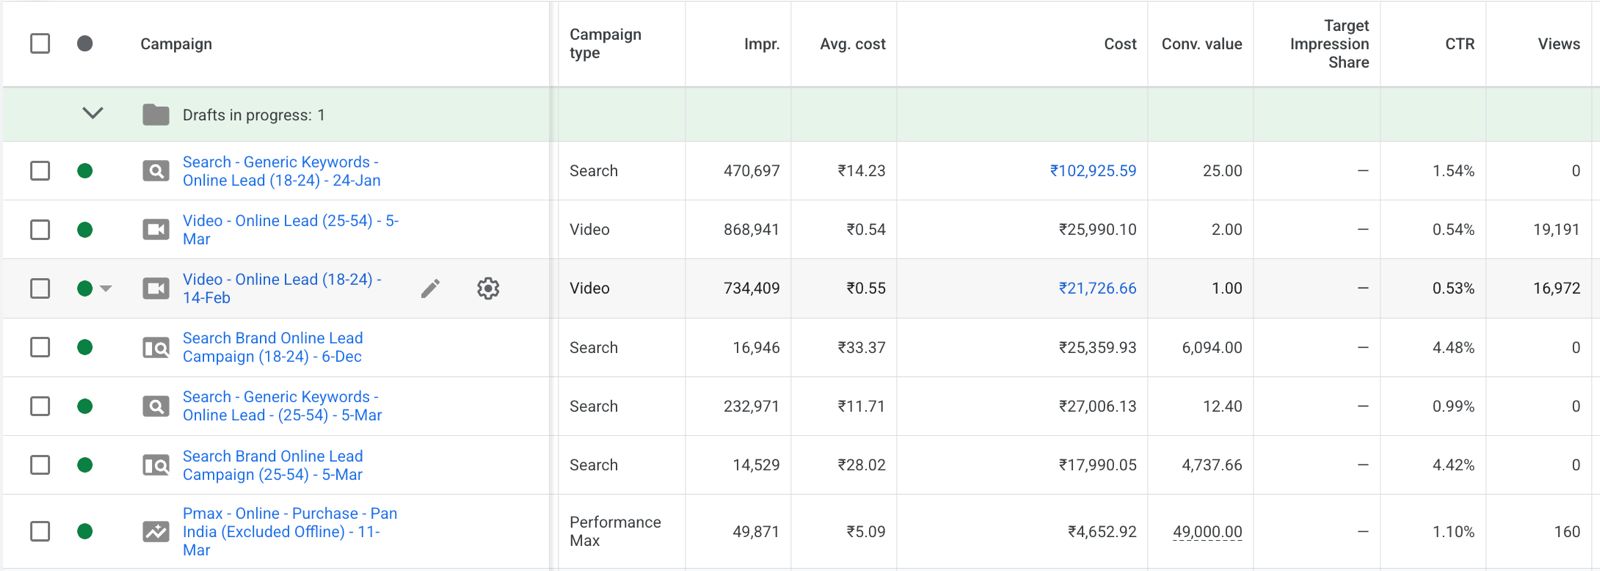 Campaign Campaign type Impr. Avg. cost Cost Conv. value Target Impression Share CTR Views
Drafts in progress: 1
Search - Generic Keywords - Online Lead (18-24) - 24-Jan Search 470,697 ₹14.23 ₹102,925.59 25.00 — 1.54% 0
Video - Online Lead (25-54) - 5-Mar Video 868,941 ₹0.54 ₹25,990.10 2.00 — 0.54% 19,191
Video - Online Lead (18-24) - 14-Feb Video 734,409 ₹0.55 ₹21,726.66 1.00 — 0.53% 16,972
Search Brand Online Lead Campaign (18-24) - 6-Dec Search 16,946 ₹33.37 ₹25,359.93 6,094.00 — 4.48% 0
Search - Generic Keywords - Online Lead - (25-54) - 5-Mar Search 232,971 ₹11.71 ₹27,006.13 12.40 — 0.99% 0
Search Brand Online Lead Campaign (25-54) - 5-Mar Search 14,529 ₹28.02 ₹17,990.05 4,737.66 — 4.42% 0
Pmax - Online - Purchase - Pan India (Excluded Offline) - 11-Mar Performance Max 49,871 ₹5.09 ₹4,652.92 49,000.00 — 1.10% 160